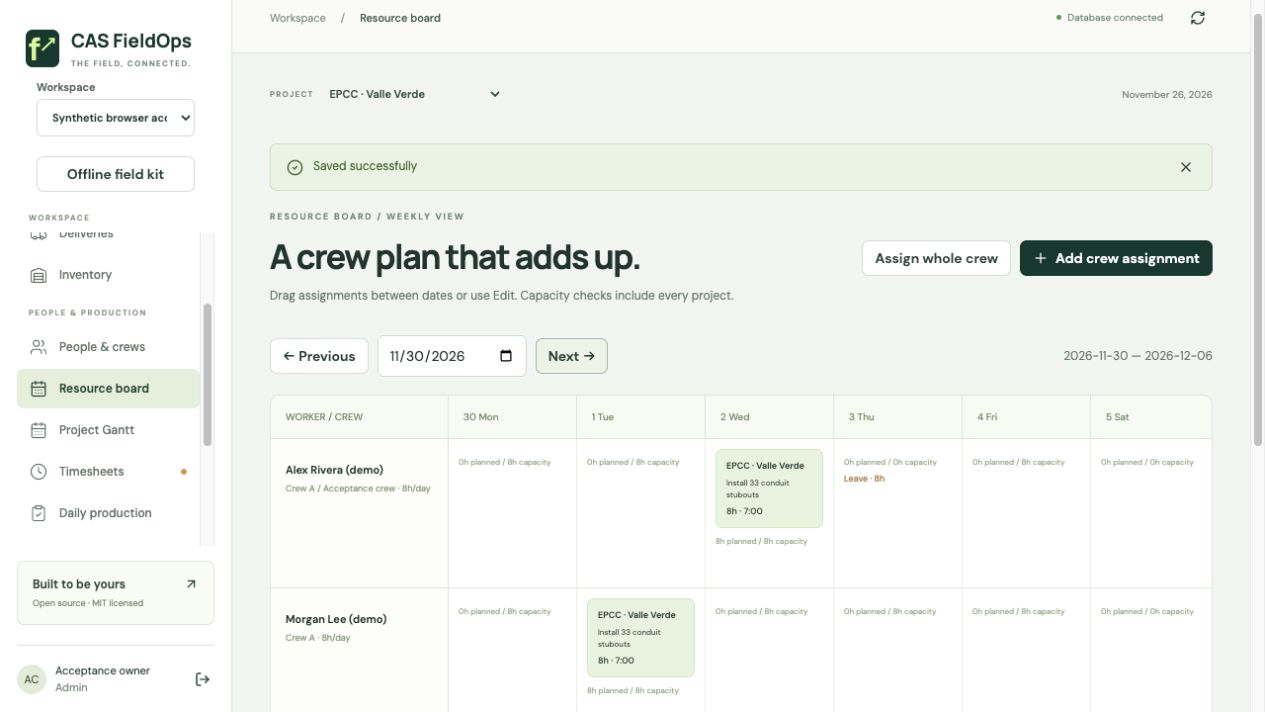 CAS FieldOps
THE FIELD, CONNECTED.
Workspace
Synthetic browser acc
Offline field kit
WORKSPACE
Deliveries
Inventory
PEOPLE & PRODUCTION
People & crews
Resource board
Project Gantt
Timesheets
Daily production
Built to be yours
Open source · MIT licensed
AC
Acceptance owner
Admin
Workspace / Resource board
Database connected
PROJECT EPCC · Valle Verde
November 26, 2026
Saved successfully
RESOURCE BOARD / WEEKLY VIEW
A crew plan that adds up.
Assign whole crew
+ Add crew assignment
Drag assignments between dates or use Edit. Capacity checks include every project.
← Previous
11/30/2026
Next →
2026-11-30 — 2026-12-06
WORKER / CREW 30 Mon 1 Tue 2 Wed 3 Thu 4 Fri 5 Sat
Alex Rivera (demo)
Crew A / Acceptance crew · 8h/day
0h planned / 8h capacity
0h planned / 8h capacity
EPCC · Valle Verde
Install 33 conduit
stubouts
8h · 7:00
8h planned / 8h capacity
0h planned / 0h capacity
Leave · 8h
0h planned / 8h capacity
0h planned / 0h capacity
Morgan Lee (demo)
Crew A · 8h/day
0h planned / 8h capacity
EPCC · Valle Verde
Install 33 conduit
stubouts
8h · 7:00
8h planned / 8h capacity
0h planned / 8h capacity
0h planned / 8h capacity
0h planned / 8h capacity
0h planned / 0h capacity